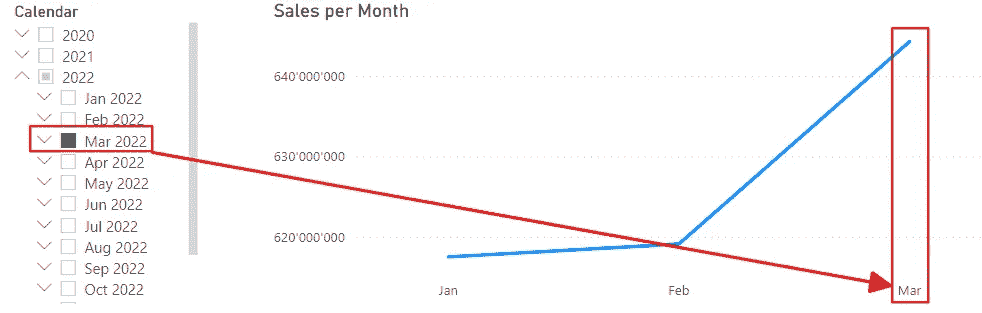 Calendar
2020
2021
2022
Jan 2022
Feb 2022
Mar 2022
Apr 2022
May 2022
Jun 2022
Jul 2022
Aug 2022
Sep 2022
Oct 2022
Sales per Month
640'000'000
630'000'000
620'000'000
Jan
Feb
Mar